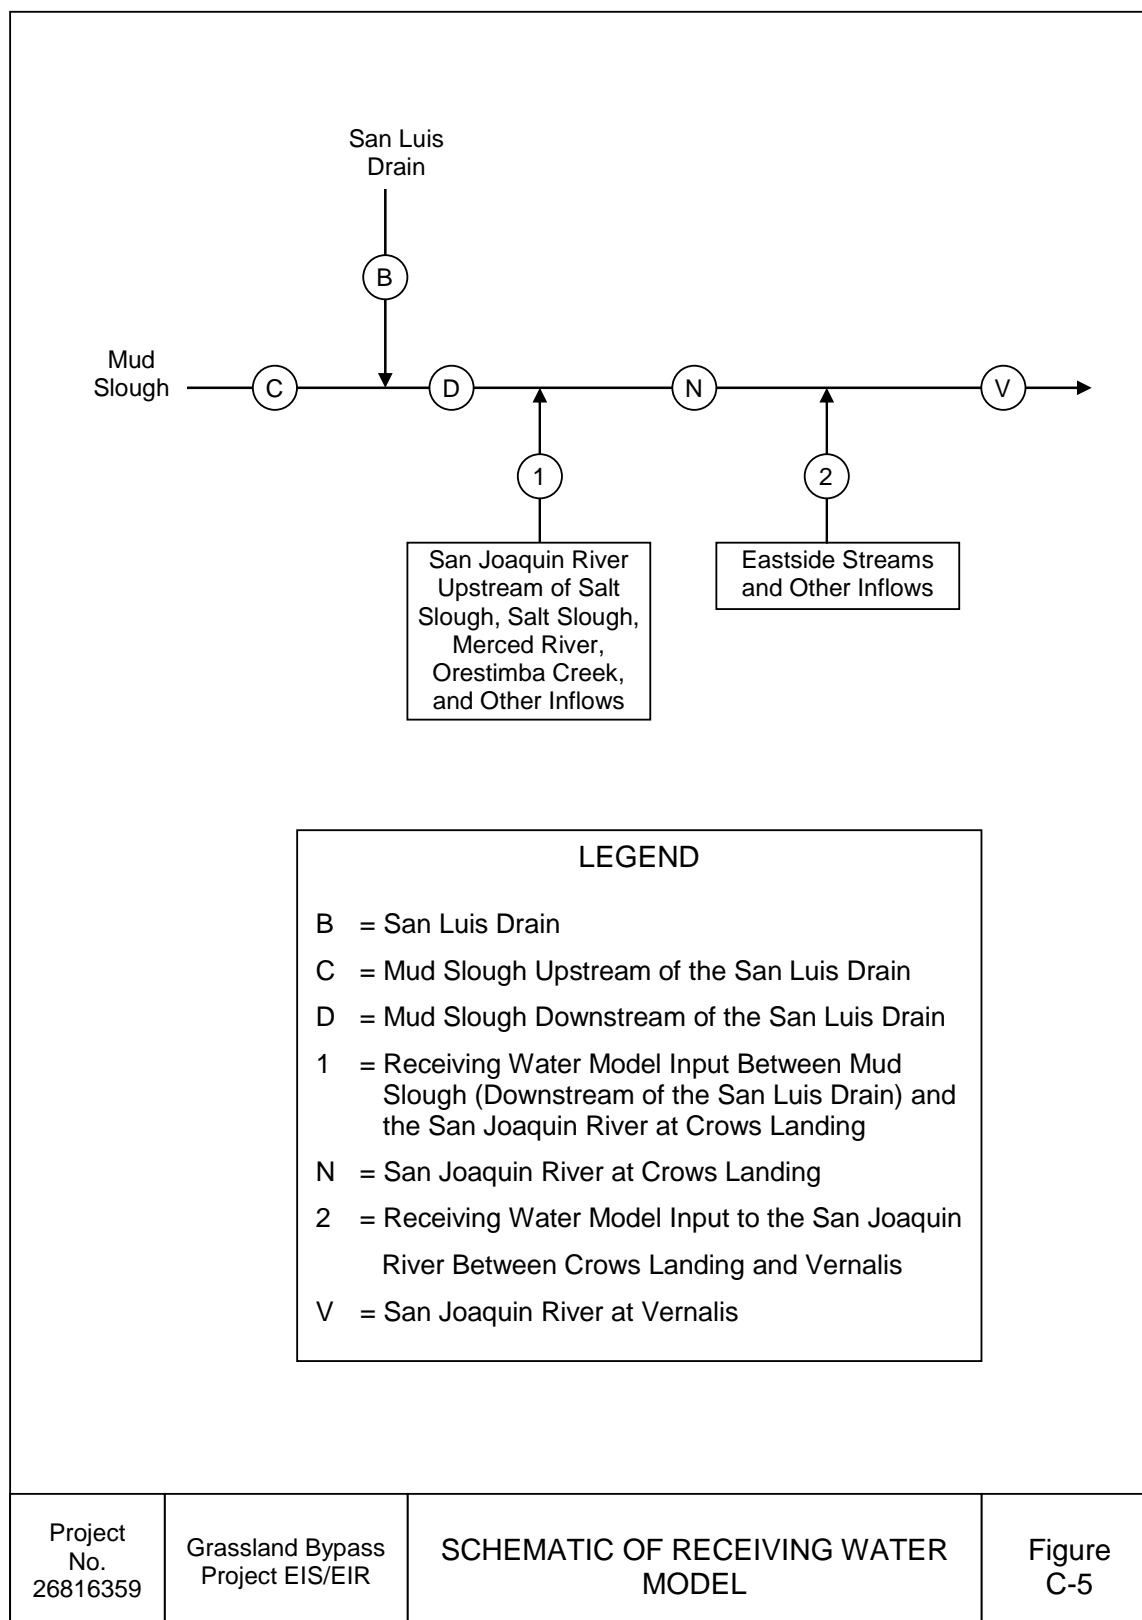 San Luis
Drain
B
Mud
Slough
C
D
N
V
1
2
San Joaquin River
Upstream of Salt
Slough, Salt Slough,
Merced River,
Orestimba Creek,
and Other Inflows
Eastside Streams
and Other Inflows
LEGEND
B = San Luis Drain
C = Mud Slough Upstream of the San Luis Drain
D = Mud Slough Downstream of the San Luis Drain
1 = Receiving Water Model Input Between Mud
Slough (Downstream of the San Luis Drain) and
the San Joaquin River at Crows Landing
N = San Joaquin River at Crows Landing
2 = Receiving Water Model Input to the San Joaquin
River Between Crows Landing and Vernalis
V = San Joaquin River at Vernalis
Project
No.
26816359
Grassland Bypass
Project EIS/EIR
SCHEMATIC OF RECEIVING WATER
MODEL
Figure
C-5